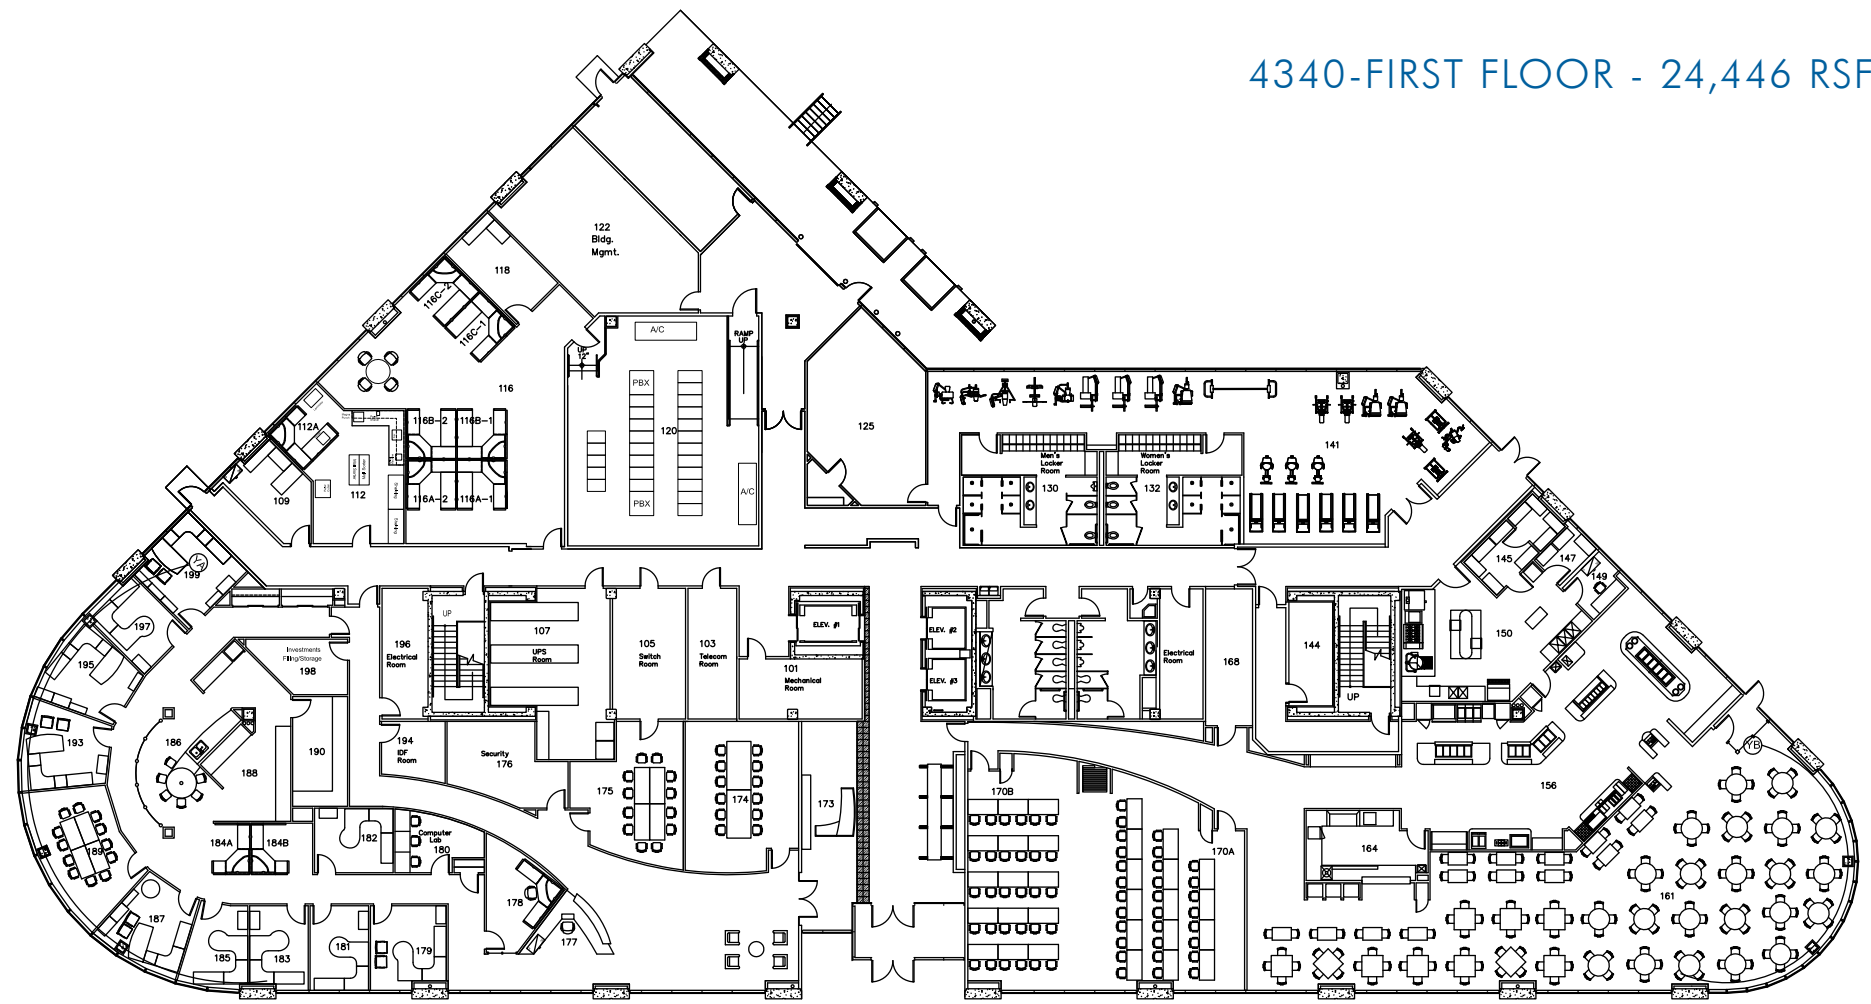 4340-FIRST FLOOR - 24,446 RSF
122
Bldg.
Mgmt.
118
116C-2
116C-1
A/C
RAMP
UP
UP
12"
116
PBX
120
125
PBX
A/C
112A
116B-2
116B-1
116A-2
116A-1
109
112
141
Men's
Locker
Room
130
Women's
Locker
Room
132
145
147
149
199
YA
197
195
193
196
Electrical
Room
UP
107
UPS
Room
105
Switch
Room
103
Telecom
Room
101
Mechanical
Room
ELEV. #1
ELEV. #2
ELEV. #3
Electrical
Room
168
144
UP
150
Investments
Filing/Storage
198
186
188
190
194
IDF
Room
Security
176
175
174
173
170B
170A
156
YB
164
161
184A
184B
182
Computer
Lab
180
189
187
185
183
181
179
178
177